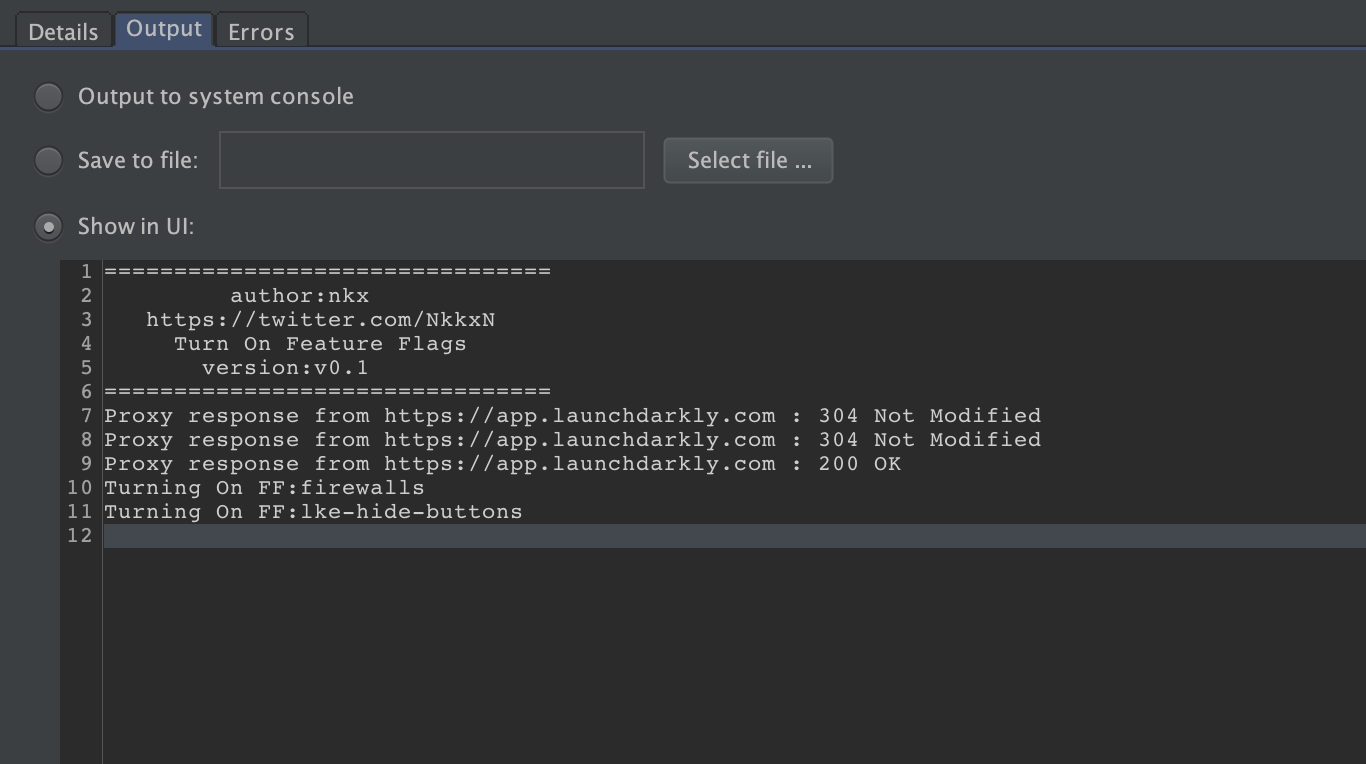 Details Output Errors
Output to system console
Save to file: Select file ...
Show in UI:
1 ================================
2 author:nkx
3 https://twitter.com/NkkxN
4 Turn On Feature Flags
5 version:v0.1
6 ================================
7 Proxy response from https://app.launchdarkly.com : 304 Not Modified
8 Proxy response from https://app.launchdarkly.com : 304 Not Modified
9 Proxy response from https://app.launchdarkly.com : 200 OK
10 Turning On FF:firewalls
11 Turning On FF:lke-hide-buttons
12